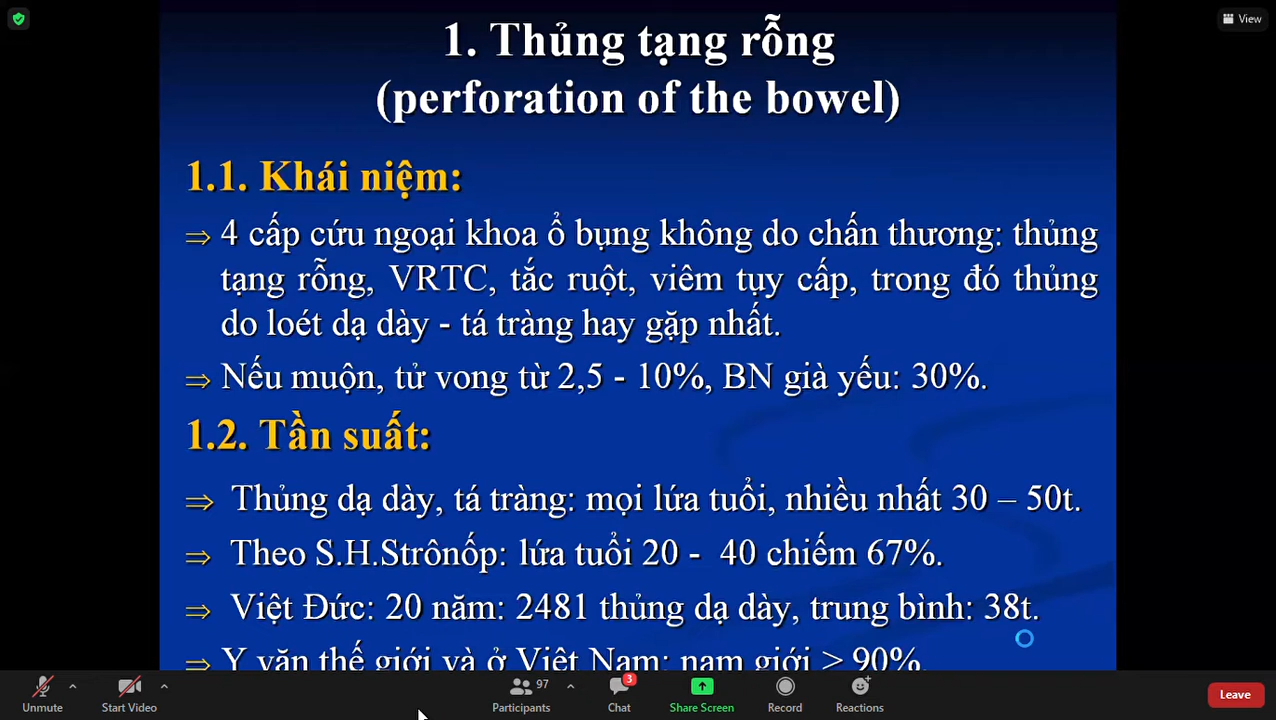 View
1. Thủng tạng rỗng
(perforation of the bowel)
1.1. Khái niệm:
⇒ 4 cấp cứu ngoại khoa ổ bụng không do chấn thương: thủng
tạng rỗng, VRTC, tắc ruột, viêm tụy cấp, trong đó thủng
do loét dạ dày - tá tràng hay gặp nhất.
⇒ Nếu muộn, tử vong từ 2,5 - 10%, BN già yếu: 30%.
1.2. Tần suất:
⇒ Thủng dạ dày, tá tràng: mọi lứa tuổi, nhiều nhất 30 – 50t.
⇒ Theo S.H.Strônốp: lứa tuổi 20 - 40 chiếm 67%.
⇒ Việt Đức: 20 năm: 2481 thủng dạ dày, trung bình: 38t.
⇒ Y văn thế giới và ở Việt Nam: nam giới > 90%.
Unmute Start Video Participants 97 Chat 3 Share Screen Record Reactions Leave